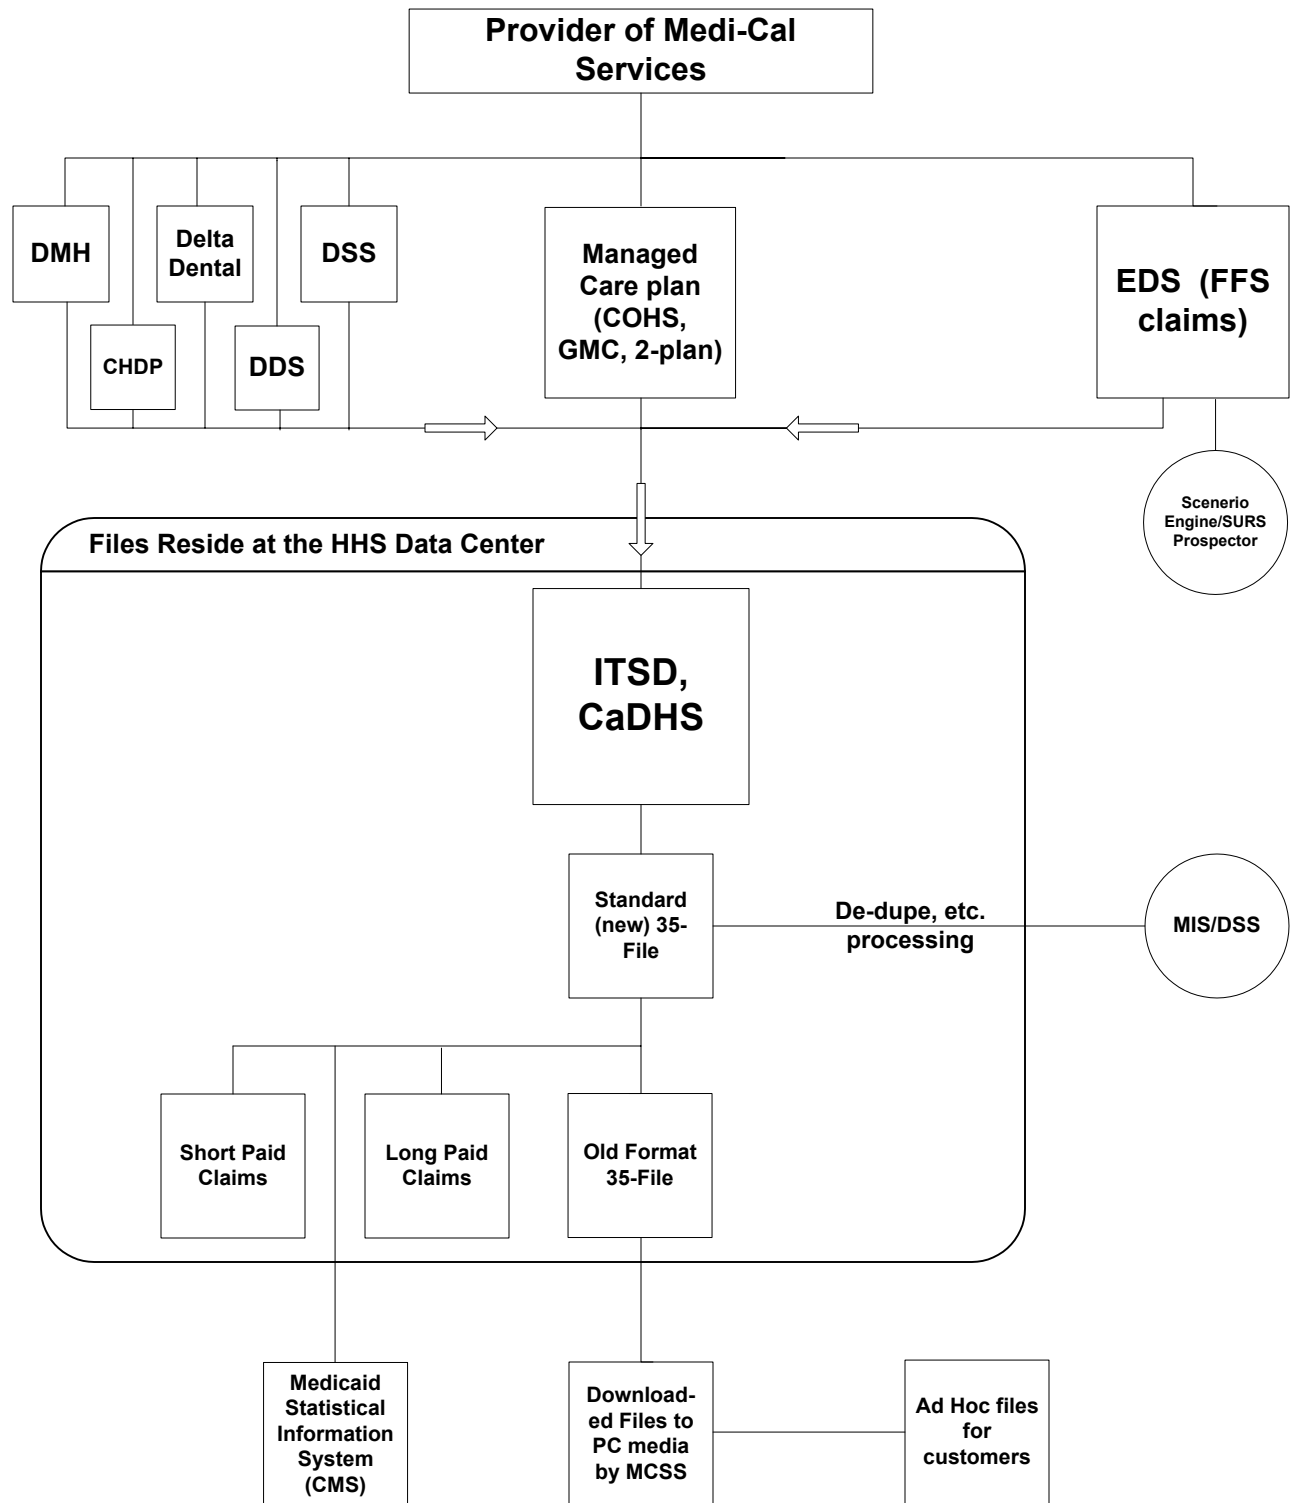 Provider of Medi-Cal
Services
DMH
Delta
Dental
DSS
CHDP
DDS
Managed
Care plan
(COHS,
GMC, 2-plan)
EDS (FFS
claims)
Scenerio
Engine/SURS
Prospector
Files Reside at the HHS Data Center
ITSD,
CaDHS
Standard
(new) 35-
File
De-dupe, etc.
processing
MIS/DSS
Short Paid
Claims
Long Paid
Claims
Old Format
35-File
Medicaid
Statistical
Information
System
(CMS)
Download-
ed Files to
PC media
by MCSS
Ad Hoc files
for
customers